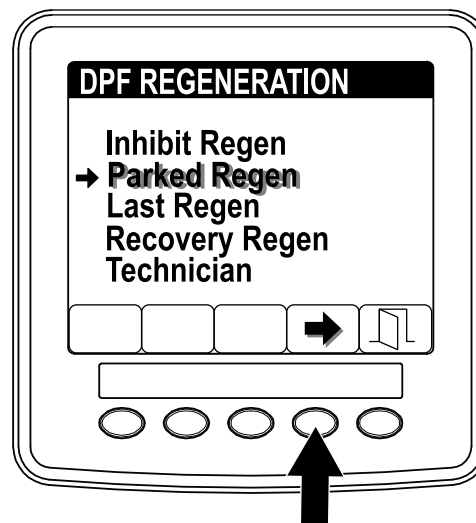 DPF REGENERATION
Inhibit Regen
Parked Regen
Last Regen
Recovery Regen
Technician